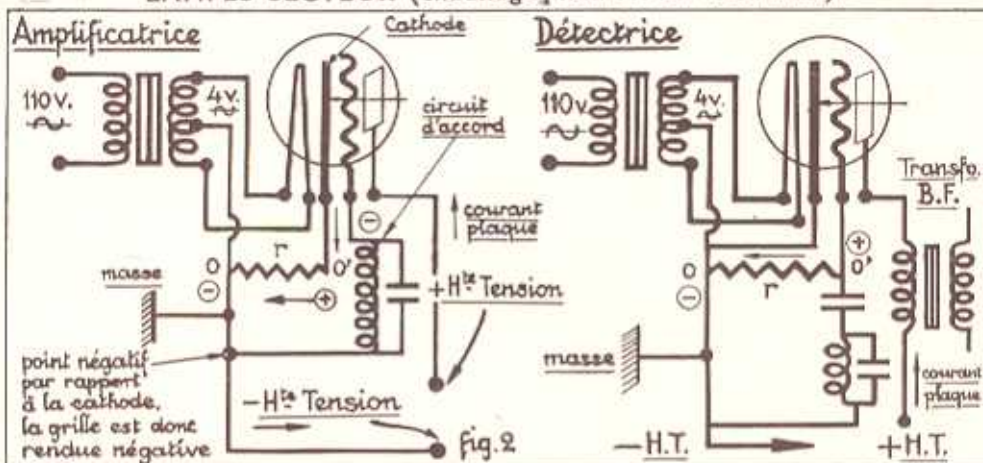 Amplificatrice
Cathode
110 v.
4 v.
circuit
d'accord
courant
plaque
r
O
O'
masse
+Hte Tension
point négatif
par rapport
à la cathode,
la grille est donc
rendue négative
−Hte Tension
fig.2
Détectrice
110 v.
4 v.
Transfo.
B.F.
O
O'
r
masse
courant
plaque
−H.T.
+H.T.